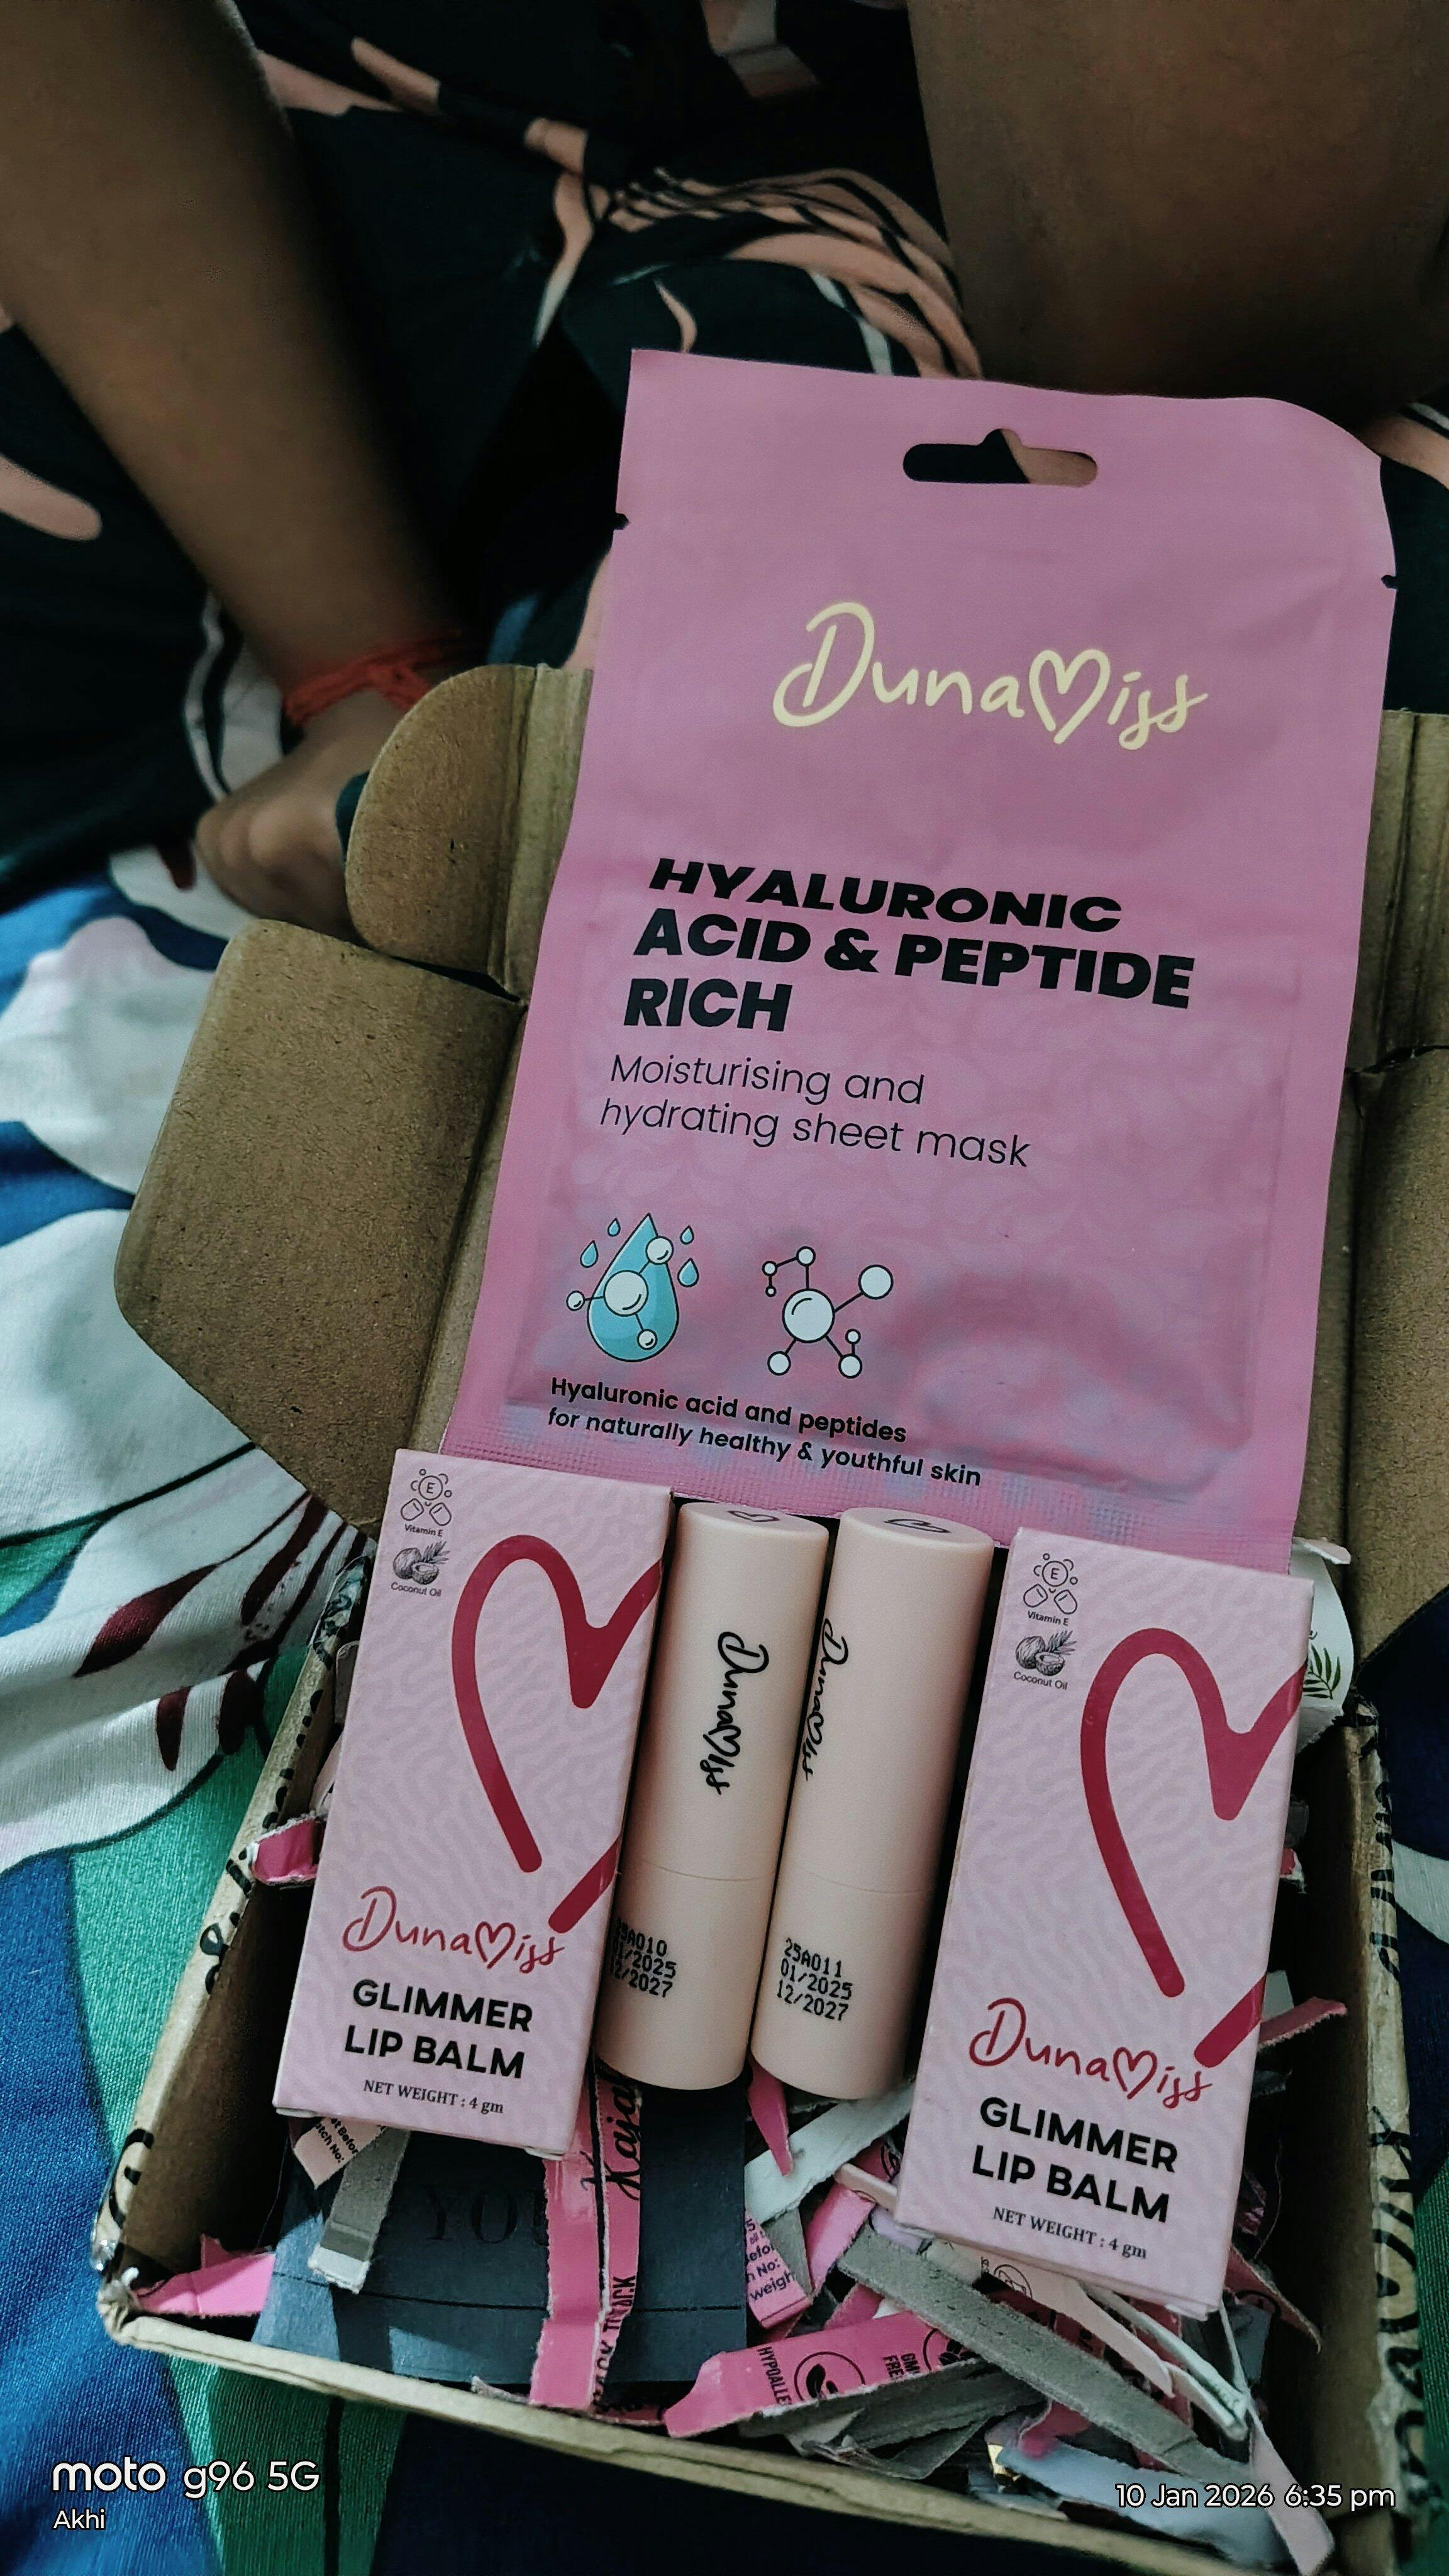 DunaMiss
HYALURONIC
ACID & PEPTIDE
RICH
Moisturising and
hydrating sheet mask
Hyaluronic acid and peptides
for naturally healthy & youthful skin
E
Vitamin E
Coconut Oil
DunaMiss
GLIMMER
LIP BALM
NET WEIGHT : 4 gm
DunaMiss
/2025
/2027
DunaMiss
25A011
01/2025
12/2027
E
Vitamin E
Coconut Oil
DunaMiss
GLIMMER
LIP BALM
NET WEIGHT : 4 gm
Kajal
YOU
HYPOALLE
moto g96 5G
Akhi
10 Jan 2026 6:35 pm